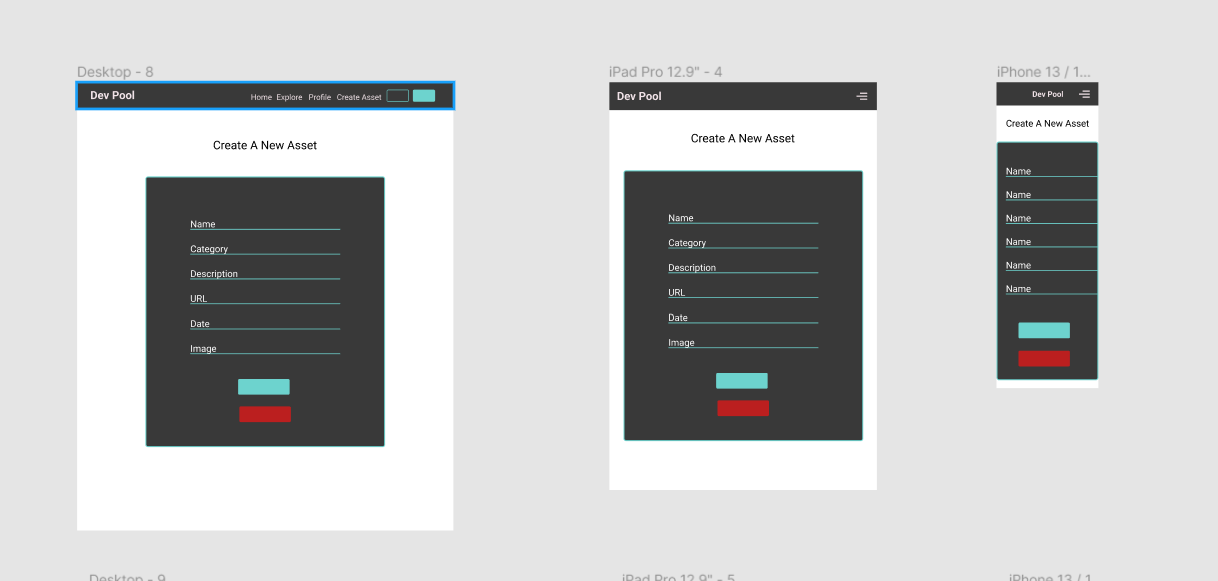 Desktop - 8
Dev Pool
Home Explore Profile Create Asset
Create A New Asset
Name
Category
Description
URL
Date
Image
iPad Pro 12.9" - 4
Dev Pool
Create A New Asset
Name
Category
Description
URL
Date
Image
iPhone 13 / 1...
Dev Pool
Create A New Asset
Name
Name
Name
Name
Name
Name
Desktop - 9
iPad Pro 12.9" - 5
iPhone 13 / 1